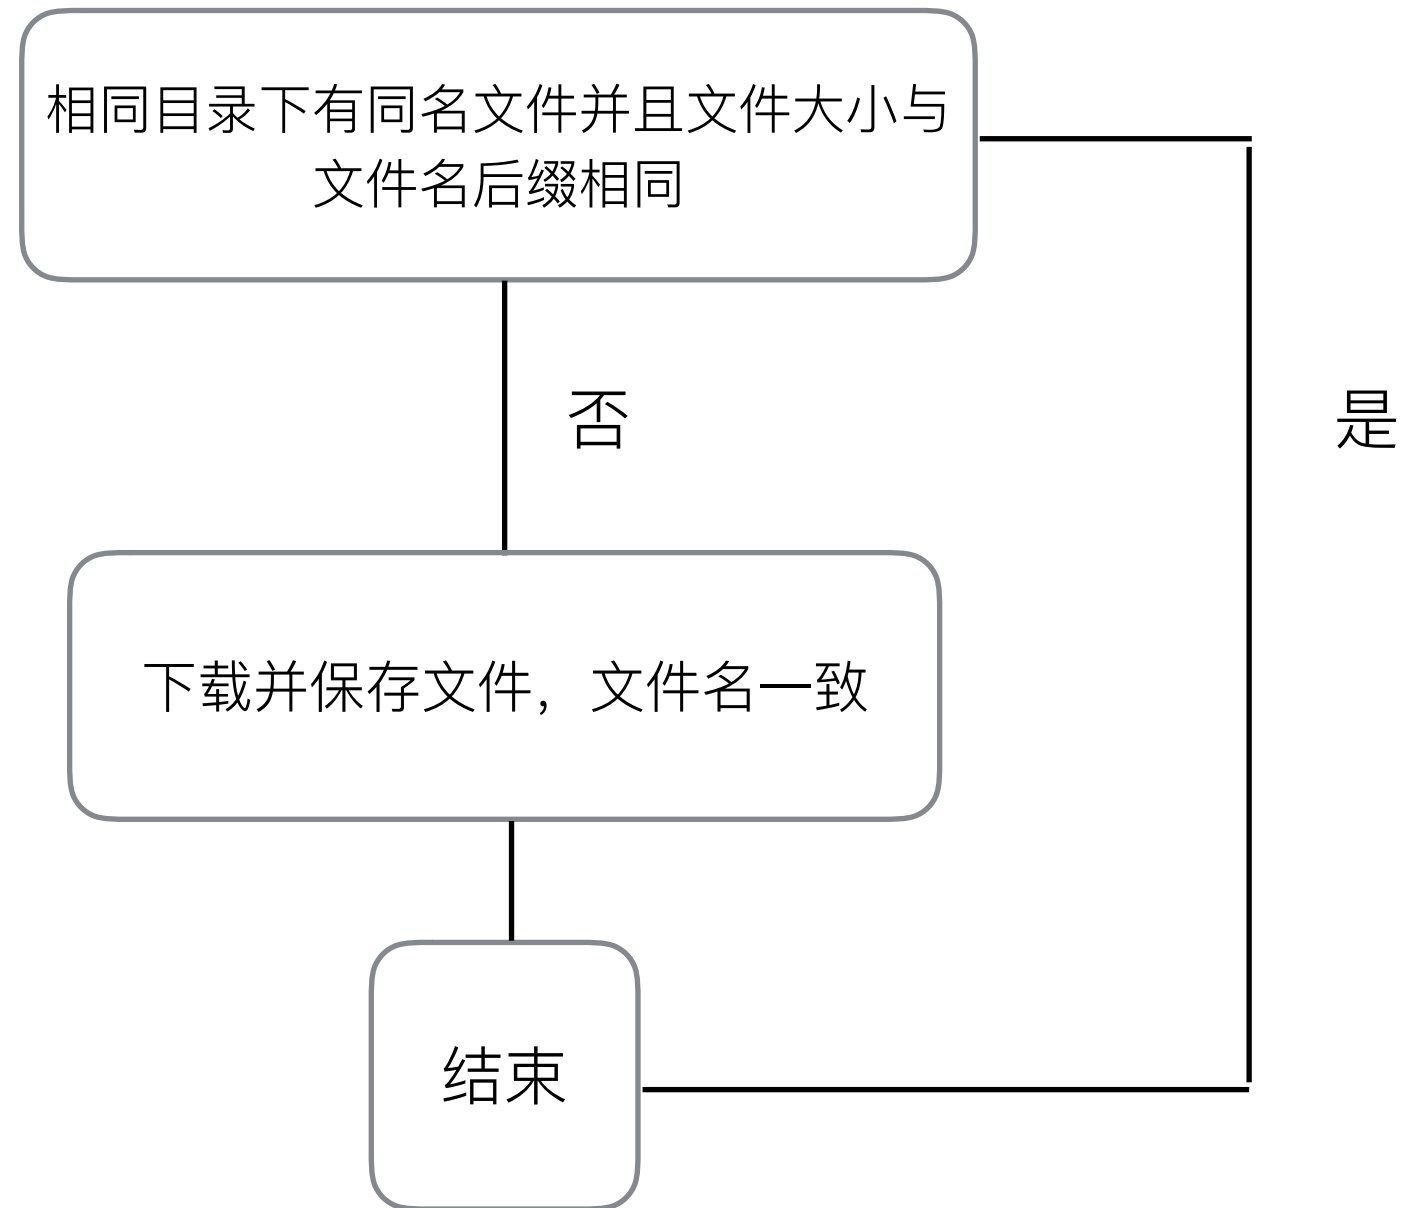 相同目录下有同名文件并且文件大小与
文件名后缀相同
否
是
下载并保存文件，文件名一致
结束